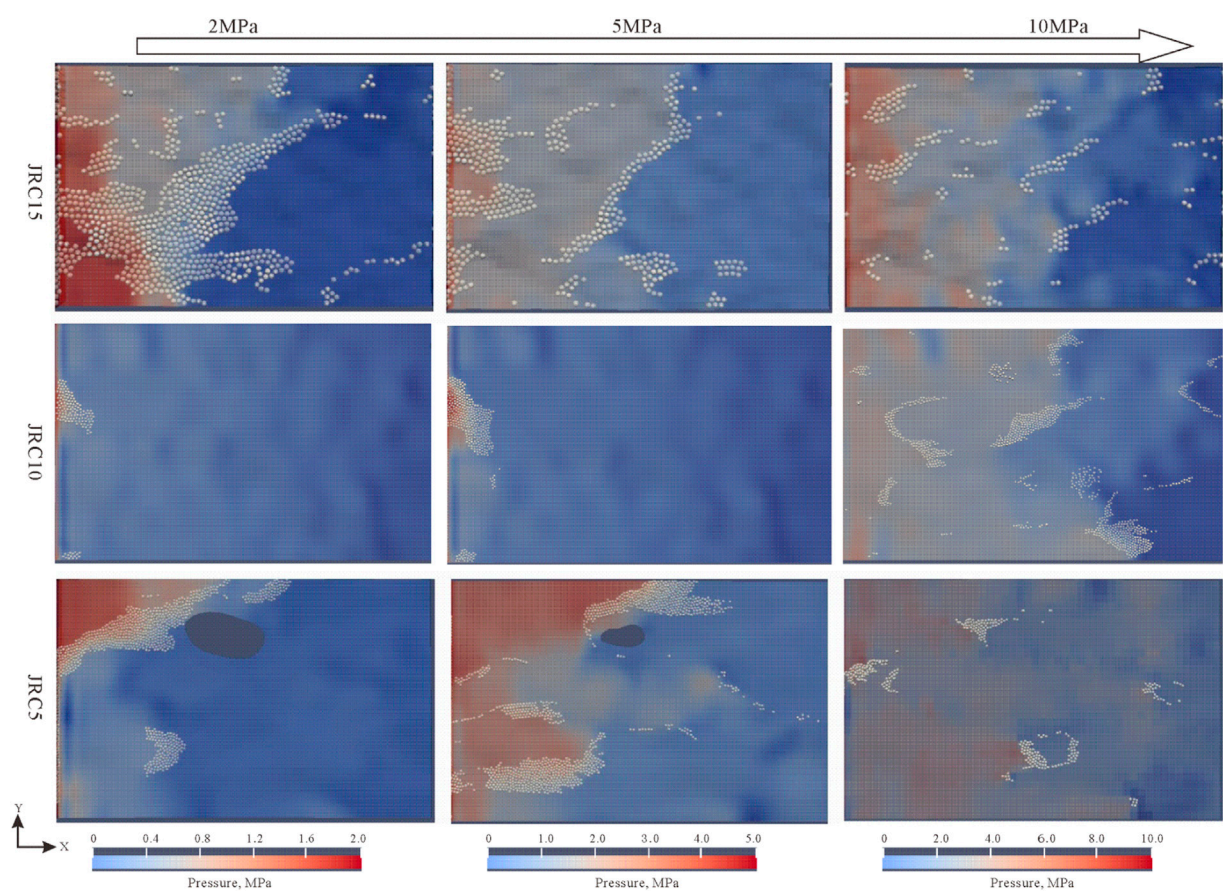 2MPa 5MPa 10MPa
JRC15
JRC10
JRC5
Y
X
0 0.4 0.8 1.2 1.6 2.0
Pressure, MPa
0 1.0 2.0 3.0 4.0 5.0
Pressure, MPa
0 2.0 4.0 6.0 8.0 10.0
Pressure, MPa